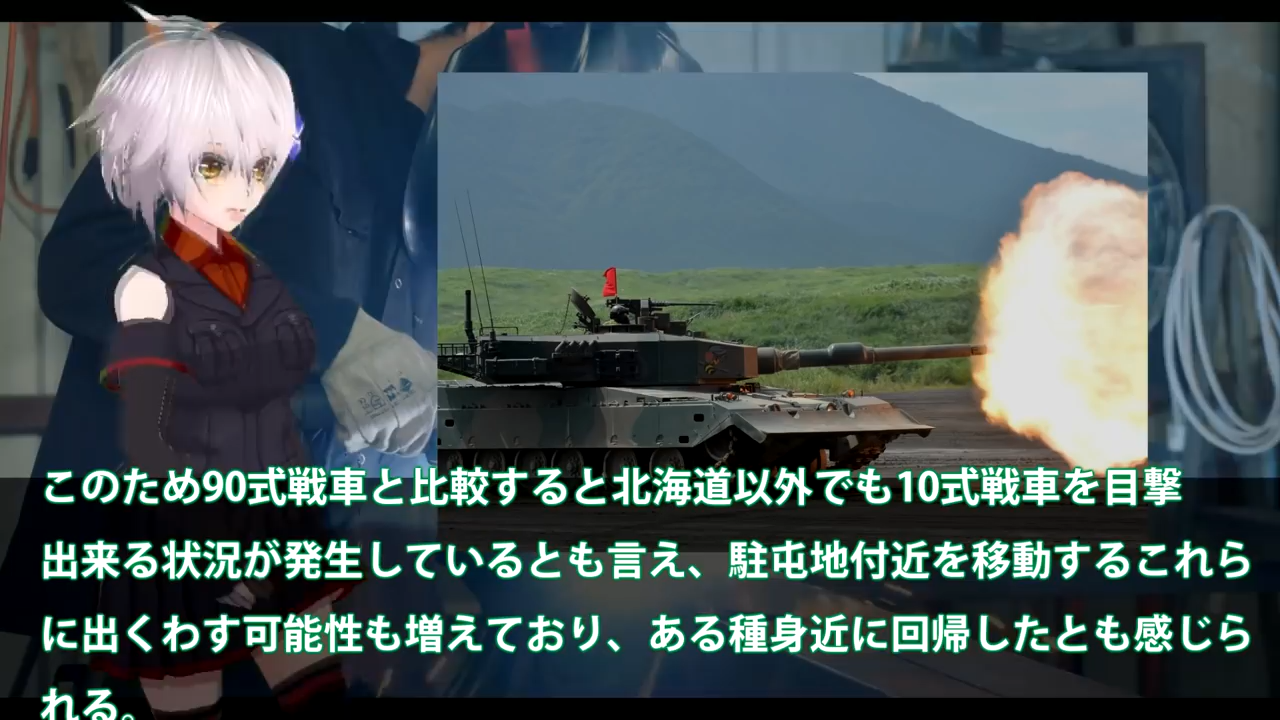 このため90式戦車と比較すると北海道以外でも10式戦車を目撃
出来る状況が発生しているとも言え、駐屯地付近を移動するこれら
に出くわす可能性も増えており、ある種身近に回帰したとも感じら
れる。